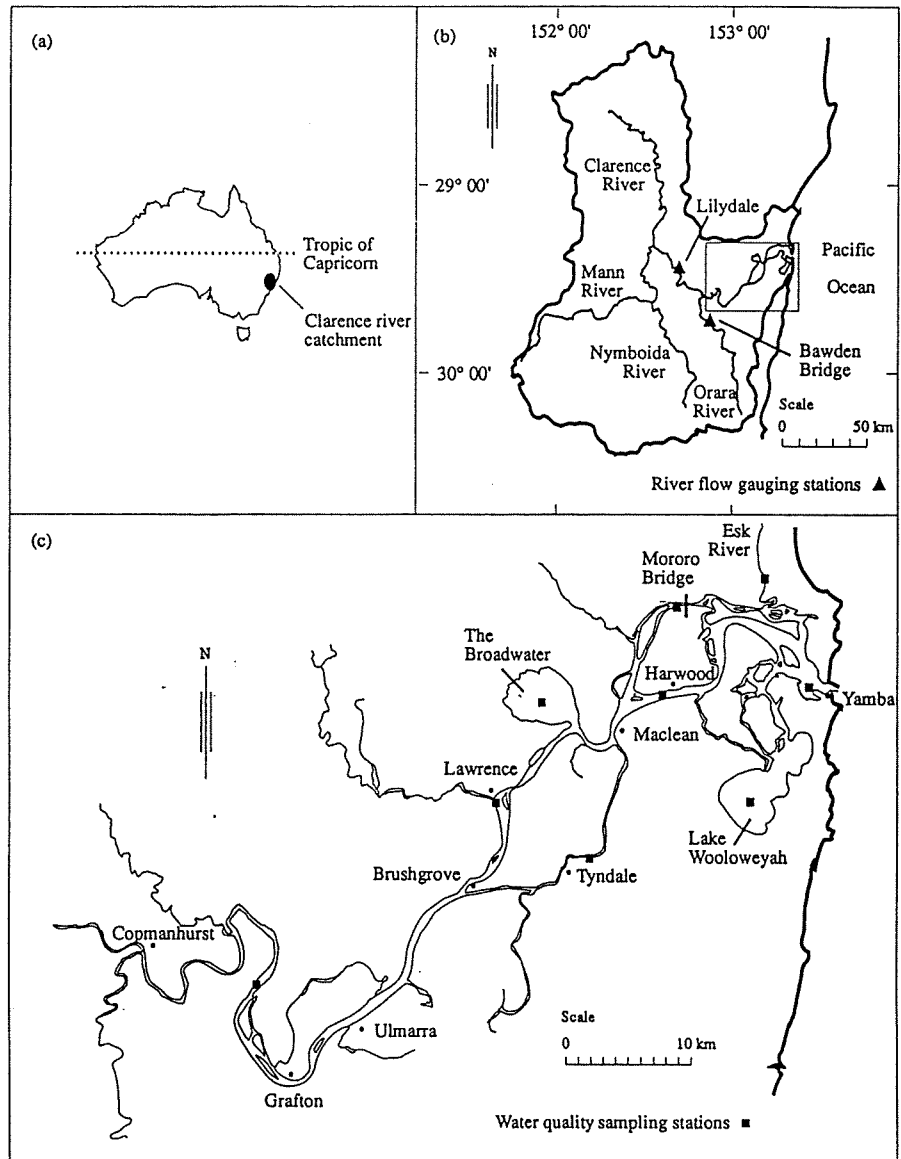 (a)
Tropic of
Capricorn
Clarence river
catchment
(b)
152° 00'
153° 00'
N
Clarence
River
29° 00'
Lilydale
Pacific
Ocean
Mann
River
Bawden
Bridge
Nymboida
River
30° 00'
Orara
River
Scale
0 50 km
River flow gauging stations ▲
(c)
Esk
River
Mororo
Bridge
N
The
Broadwater
Harwood
Yamba
Maclean
Lawrence
Lake
Wooloweyah
Brushgrove
Tyndale
Copmanhurst
Ulmarra
Scale
0 10 km
Grafton
Water quality sampling stations ■